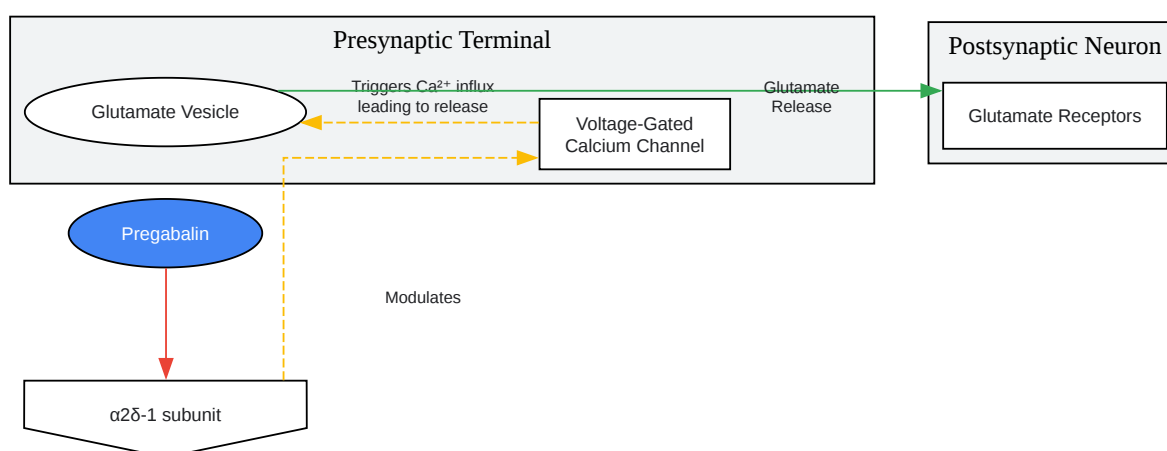 Presynaptic Terminal
Postsynaptic Neuron
Triggers Ca²⁺ influx
leading to release
Glutamate
Release
Glutamate Vesicle
Voltage-Gated
Calcium Channel
Glutamate Receptors
Pregabalin
Modulates
α2δ-1 subunit